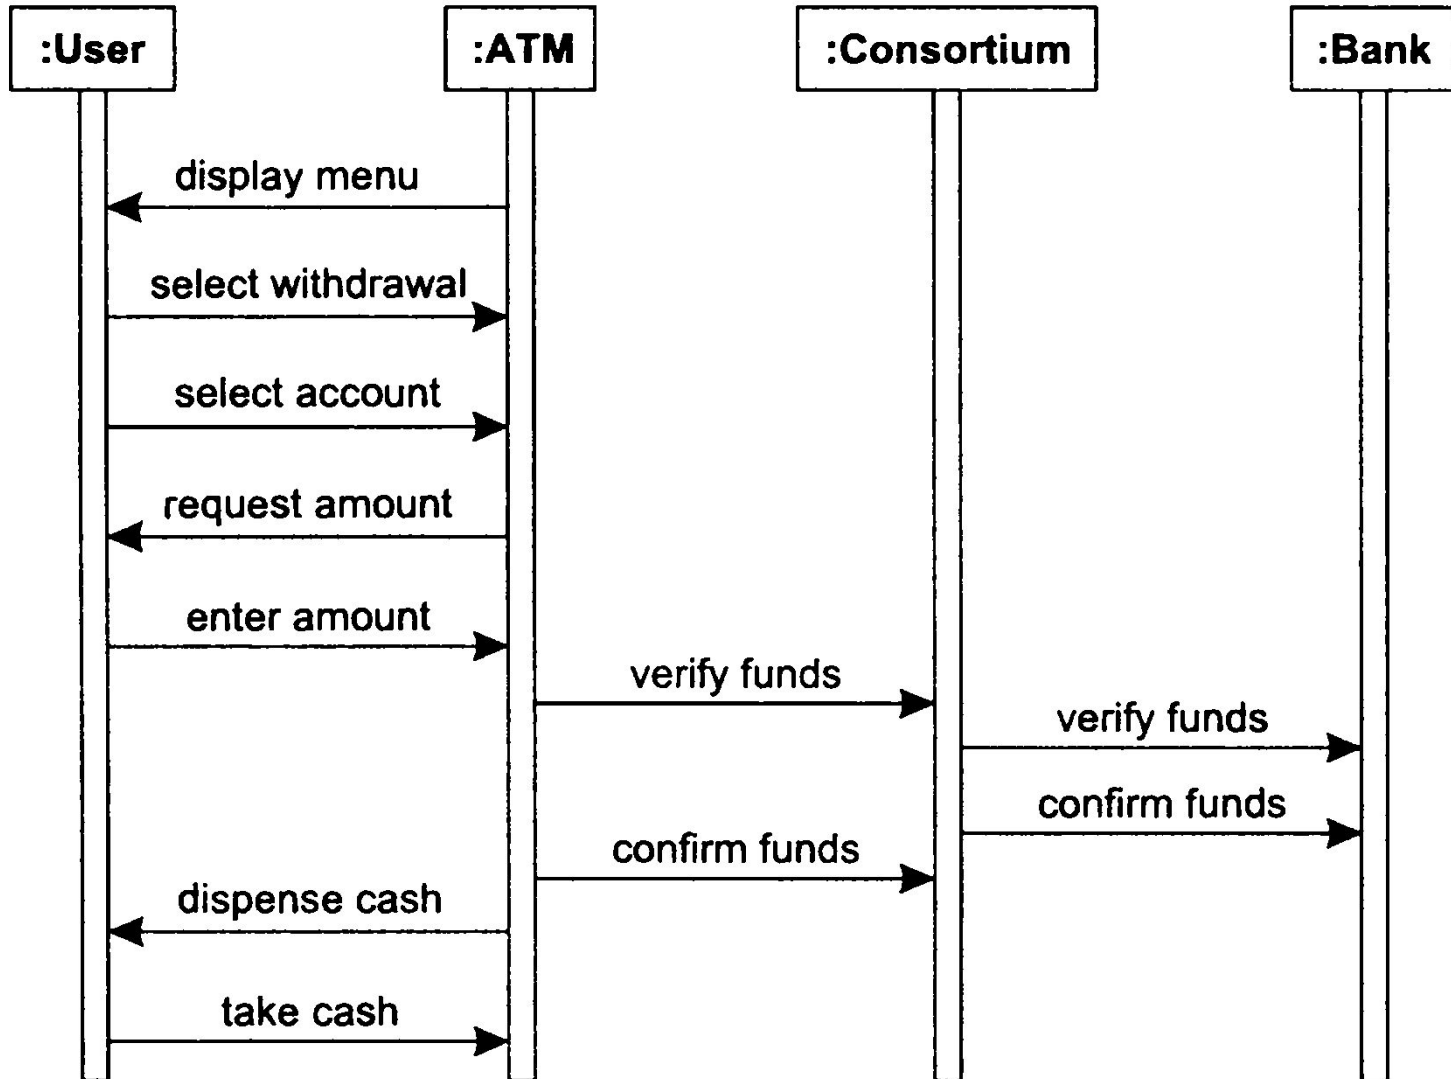 :User
:ATM
:Consortium
:Bank
display menu
select withdrawal
select account
request amount
enter amount
verify funds
verify funds
confirm funds
confirm funds
dispense cash
take cash